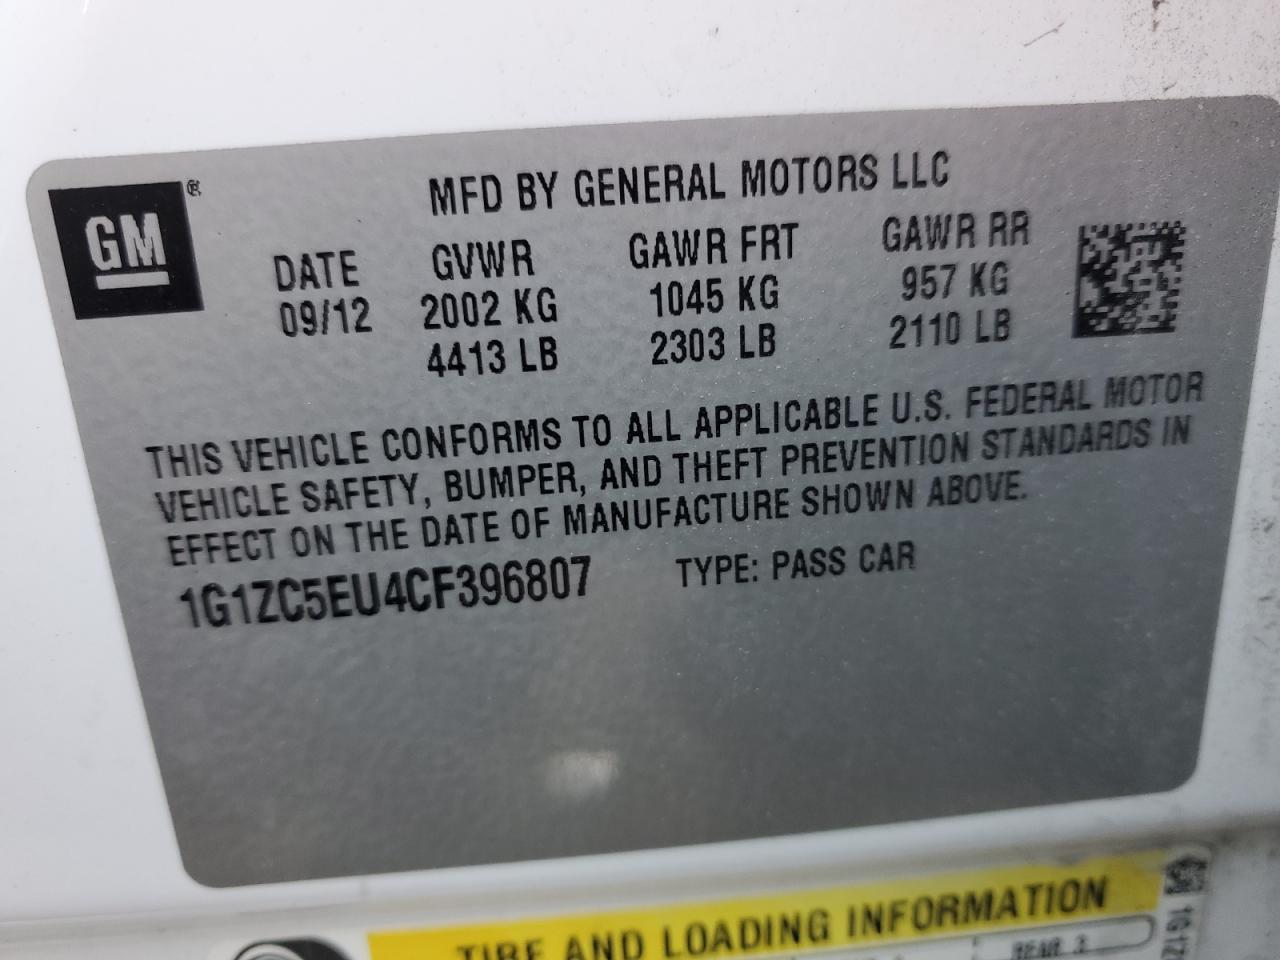 GM ®
MFD BY GENERAL MOTORS LLC
DATE GVWR GAWR FRT GAWR RR
09/12 2002 KG 1045 KG 957 KG
4413 LB 2303 LB 2110 LB
THIS VEHICLE CONFORMS TO ALL APPLICABLE U.S. FEDERAL MOTOR
VEHICLE SAFETY, BUMPER, AND THEFT PREVENTION STANDARDS IN
EFFECT ON THE DATE OF MANUFACTURE SHOWN ABOVE.
1G1ZC5EU4CF396807 TYPE: PASS CAR
TIRE AND LOADING INFORMATION
REAR
1G1Z